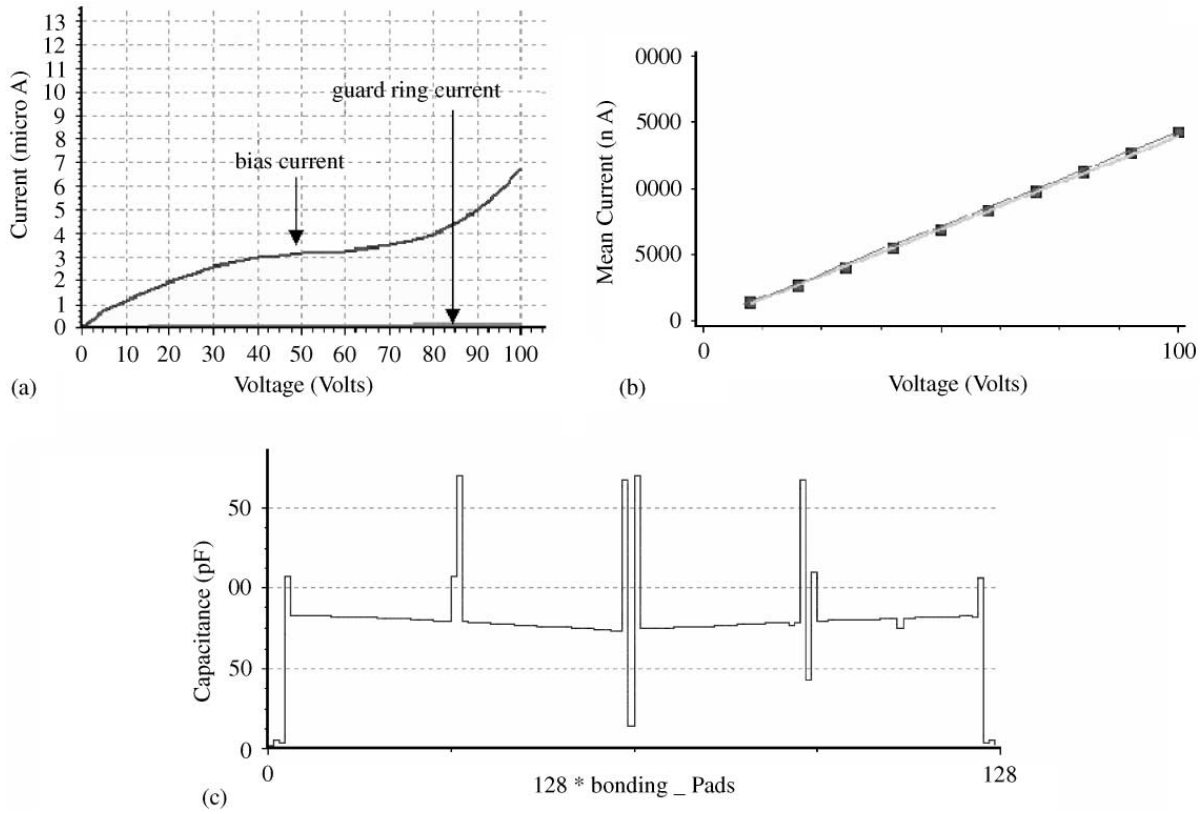 13
12
11
10
9
8
7
6
5
4
3
2
1
0
Current (micro A)
guard ring current
bias current
0 10 20 30 40 50 60 70 80 90 100
Voltage (Volts)
(a)
0000
5000
0000
5000
0
Mean Current (n A)
0 100
Voltage (Volts)
(b)
50
00
50
0
Capacitance (pF)
0 128
128 * bonding _ Pads
(c)